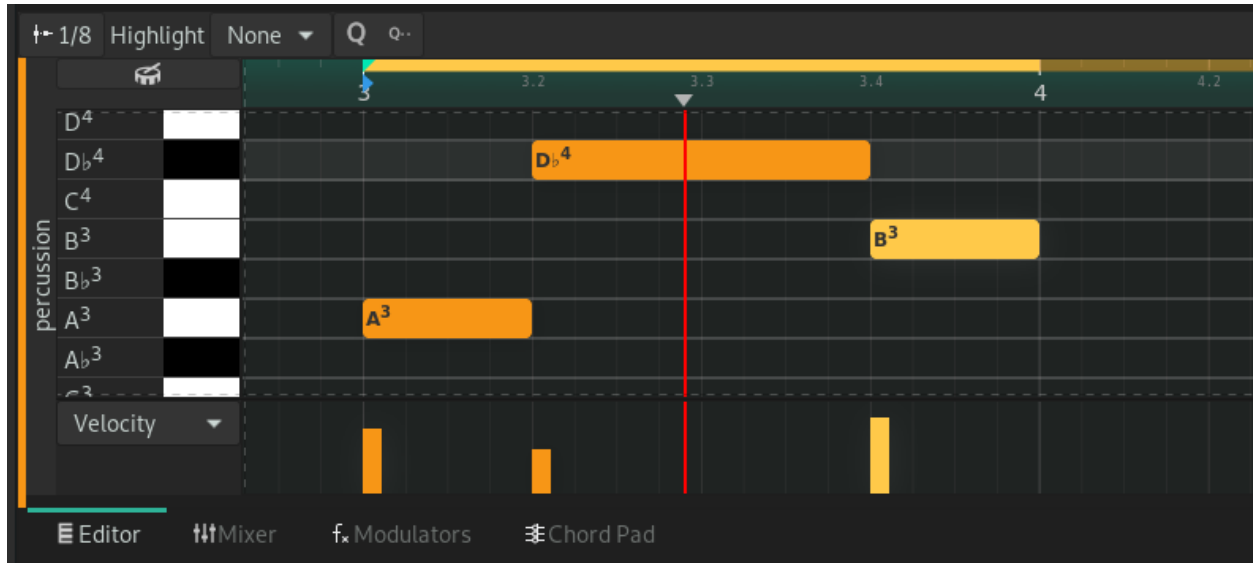 1/8 Highlight None Q Q··
3 3.2 3.3 3.4 4 4.2
D4
D♭4
C4
B3
B♭3
A3
A♭3
percussion
D♭4
B3
A3
Velocity
Editor Mixer fx Modulators Chord Pad